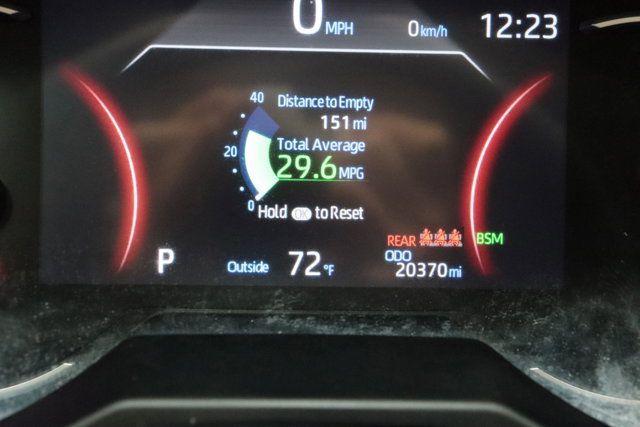 0 MPH 0 km/h 12:23
40 Distance to Empty
151 mi
Total Average
20 29.6 MPG
0 Hold OK to Reset
REAR BSM
ODO
P Outside 72 °F 20370 mi